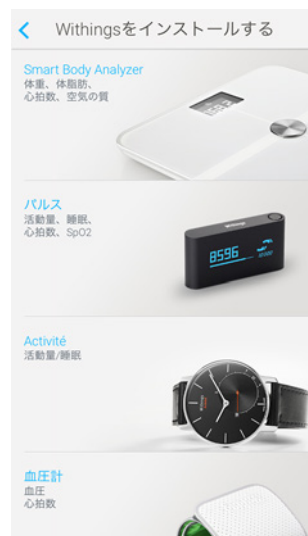 Withingsをインストールする
Smart Body Analyzer
体重、体脂肪、
心拍数、空気の質
パルス
活動量、睡眠、
心拍数、SpO2
8596
Activité
活動量/睡眠
血圧計
血圧
心拍数